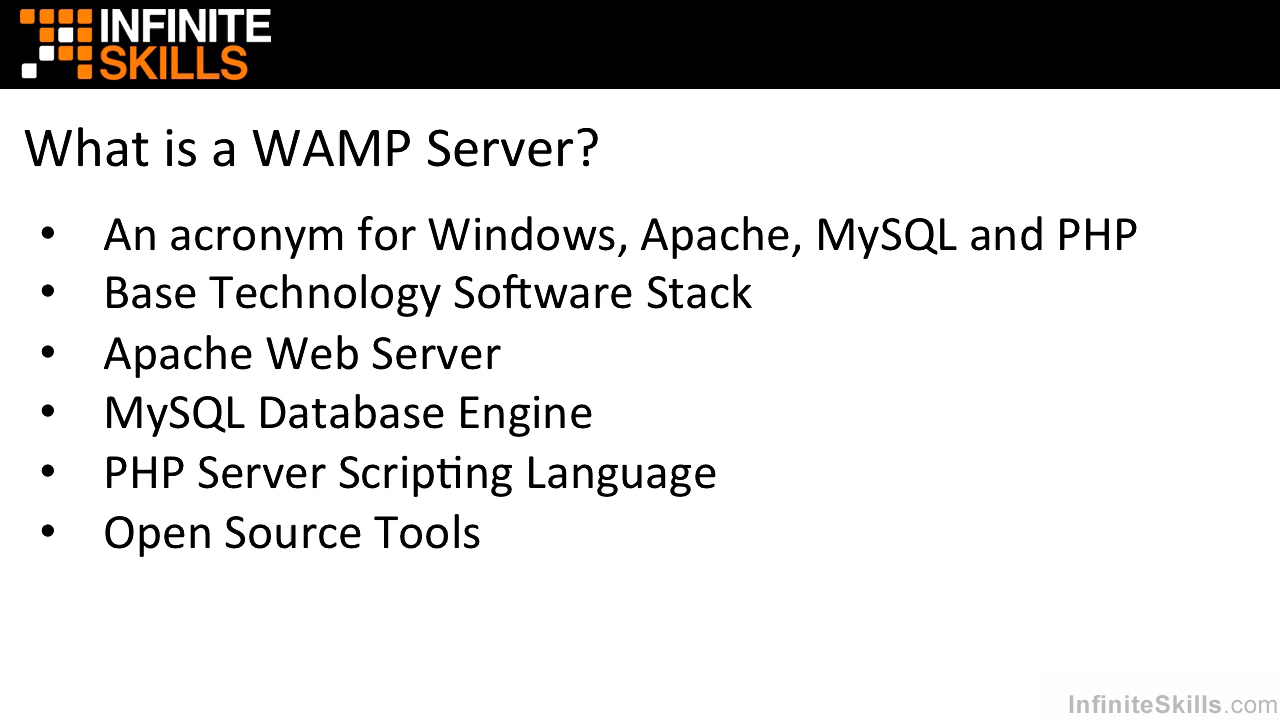 INFINITE
SKILLS
What is a WAMP Server?
• An acronym for Windows, Apache, MySQL and PHP
• Base Technology Software Stack
• Apache Web Server
• MySQL Database Engine
• PHP Server Scripting Language
• Open Source Tools
InfiniteSkills.com